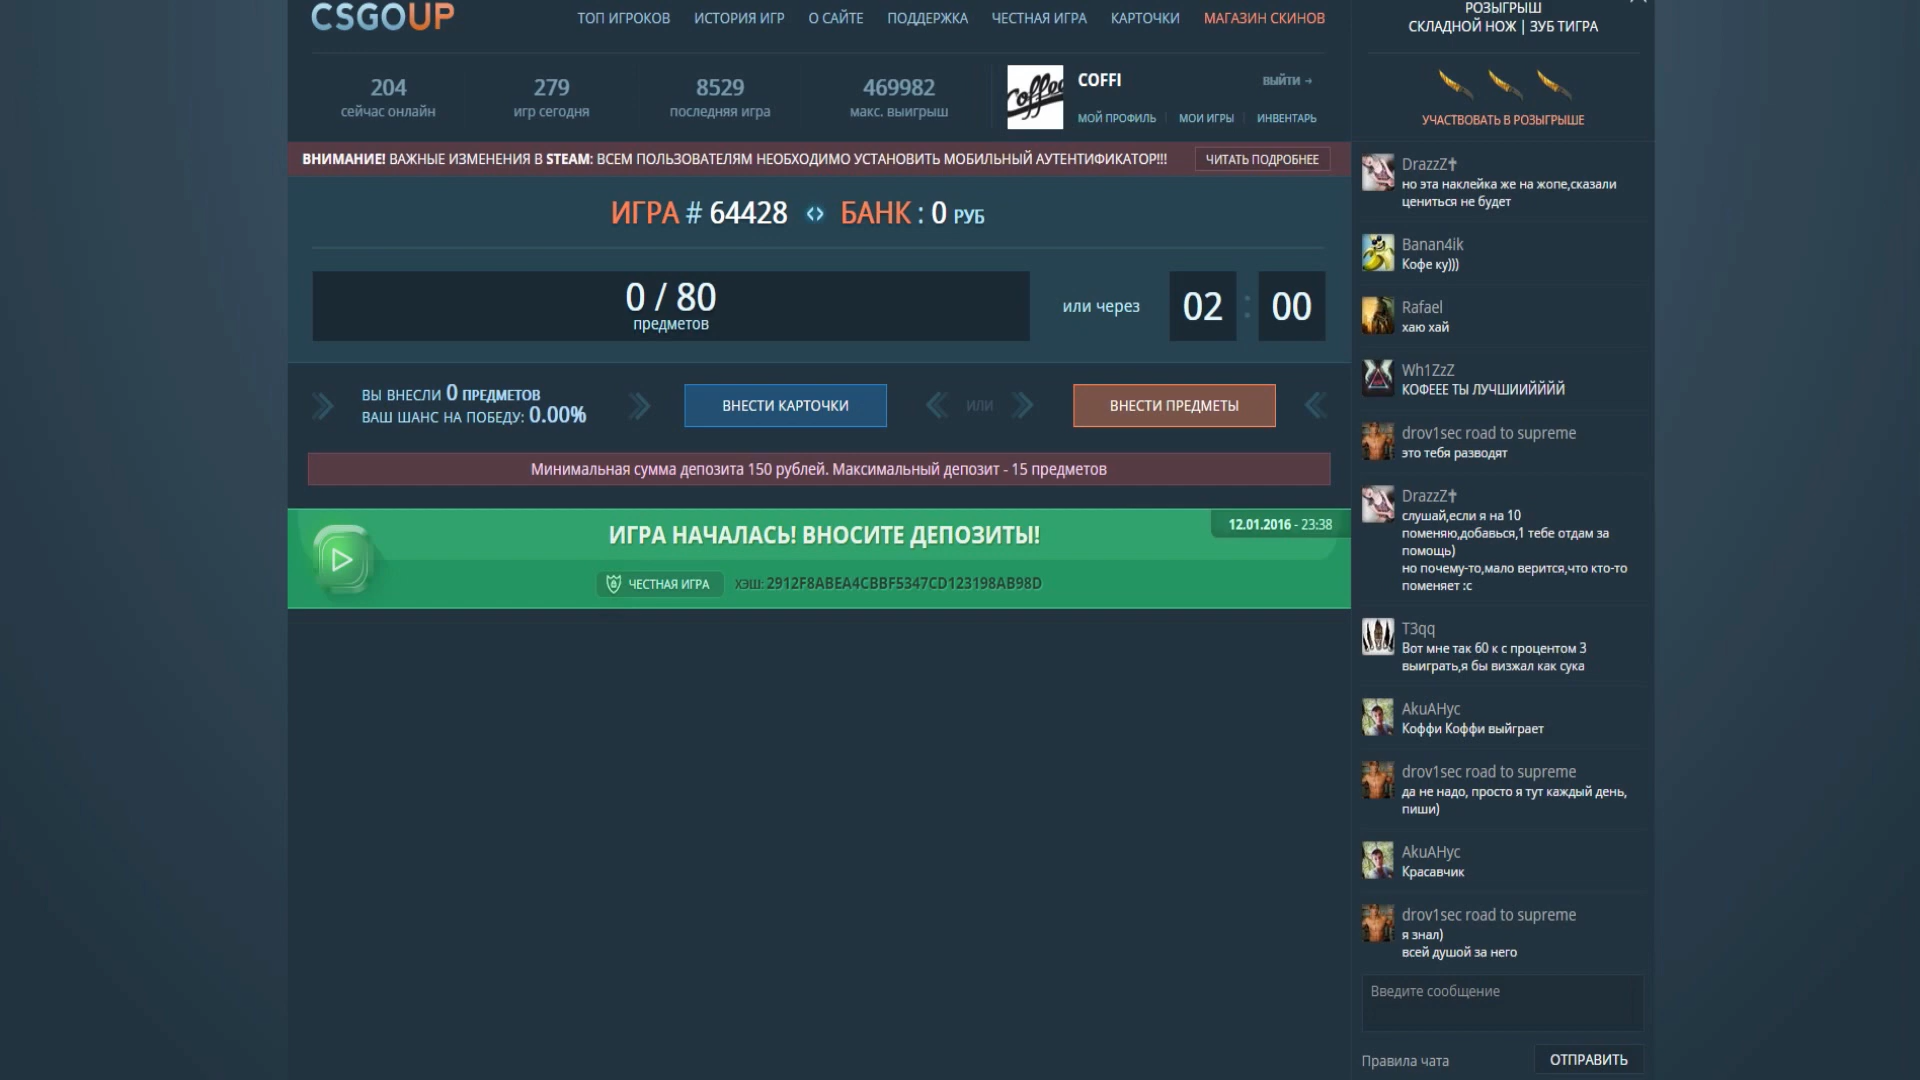 CSGOUP
ТОП ИГРОКОВ ИСТОРИЯ ИГР О САЙТЕ ПОДДЕРЖКА ЧЕСТНАЯ ИГРА КАРТОЧКИ МАГАЗИН СКИНОВ
204 279 8529 469982
сейчас онлайн игр сегодня последняя игра макс. выигрыш
coffee
COFFI
ВЫЙТИ →
МОЙ ПРОФИЛЬ МОИ ИГРЫ ИНВЕНТАРЬ
ВНИМАНИЕ! ВАЖНЫЕ ИЗМЕНЕНИЯ В STEAM: ВСЕМ ПОЛЬЗОВАТЕЛЯМ НЕОБХОДИМО УСТАНОВИТЬ МОБИЛЬНЫЙ АУТЕНТИФИКАТОР!!! ЧИТАТЬ ПОДРОБНЕЕ
ИГРА # 64428 <> БАНК : 0 РУБ
0 / 80
предметов
или через 02 : 00
ВЫ ВНЕСЛИ 0 ПРЕДМЕТОВ
ВАШ ШАНС НА ПОБЕДУ: 0.00%
ВНЕСТИ КАРТОЧКИ ИЛИ ВНЕСТИ ПРЕДМЕТЫ
Минимальная сумма депозита 150 рублей. Максимальный депозит - 15 предметов
ИГРА НАЧАЛАСЬ! ВНОСИТЕ ДЕПОЗИТЫ!
12.01.2016 - 23:38
ЧЕСТНАЯ ИГРА ХЭШ: 2912F8ABEA4CBBF5347CD123198AB98D
РОЗЫГРЫШ
СКЛАДНОЙ НОЖ | ЗУБ ТИГРА
УЧАСТВОВАТЬ В РОЗЫГРЫШЕ
DrazzZ✝
но эта наклейка же на жопе,сказали
цениться не будет
Banan4ik
Кофе ку)))
Rafael
хаю хай
Wh1ZzZ
КОФЕЕЕ ТЫ ЛУЧШИИЙЙЙЙ
drov1sec road to supreme
это тебя разводят
DrazzZ✝
слушай,если я на 10
поменяю,добавься,1 тебе отдам за
помощь)
но почему-то,мало верится,что кто-то
поменяет :с
T3qq
Вот мне так 60 к с процентом 3
выиграть,я бы визжал как сука
AkuAHyc
Коффи Коффи выйграет
drov1sec road to supreme
да не надо, просто я тут каждый день,
пиши)
AkuAHyc
Красавчик
drov1sec road to supreme
я знал)
всей душой за него
Введите сообщение
Правила чата ОТПРАВИТЬ